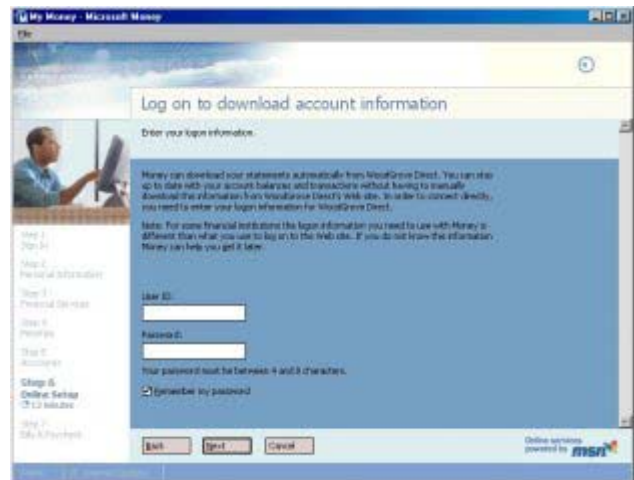 My Money - Microsoft Money
File
Log on to download account information
Enter your logon information.
Money can download your statements automatically from WoodGrove Direct. You can stay
up to date with your account balances and transactions without having to manually
download this information from WoodGrove Direct's Web site. In order to connect directly,
you need to enter your logon information for WoodGrove Direct.
Note: For some financial institutions the logon information you need to use with Money is
different than what you use to log on to the Web site. If you do not know this information
Money can help you get it later.
Step 1
Sign In
Step 2
Personal Information
Step 3
Financial Services
Step 4
Step 5
Accounts
Step 6
Online Setup
Step 7
Bills & Paycheck
User ID:
Password:
Your password must be between 4 and 8 characters.
Remember my password
Back
Next
Cancel
Online services
powered by msn